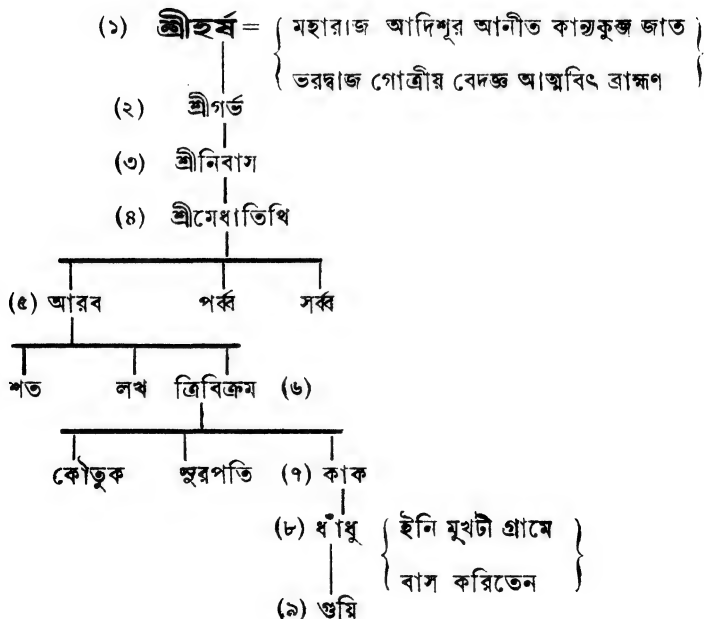 (১) শ্রীহর্ষ = { মহারাজ আদিশূর আনীত কান্যকুব্জ জাত }
{ ভরদ্বাজ গোত্রীয় বেদজ্ঞ আত্মবিৎ ব্রাহ্মণ }
(২) শ্রীগর্ভ
(৩) শ্রীনিবাস
(৪) শ্রীমেধাতিথি
(৫) আরব পর্ব্ব সর্ব্ব
শত লখ ত্রিবিক্রম (৬)
কৌতুক সুরপতি (৭) কাক
(৮) ধাঁধু { ইনি মুখটী গ্রামে }
{ বাস করিতেন }
(৯) গুয়ি